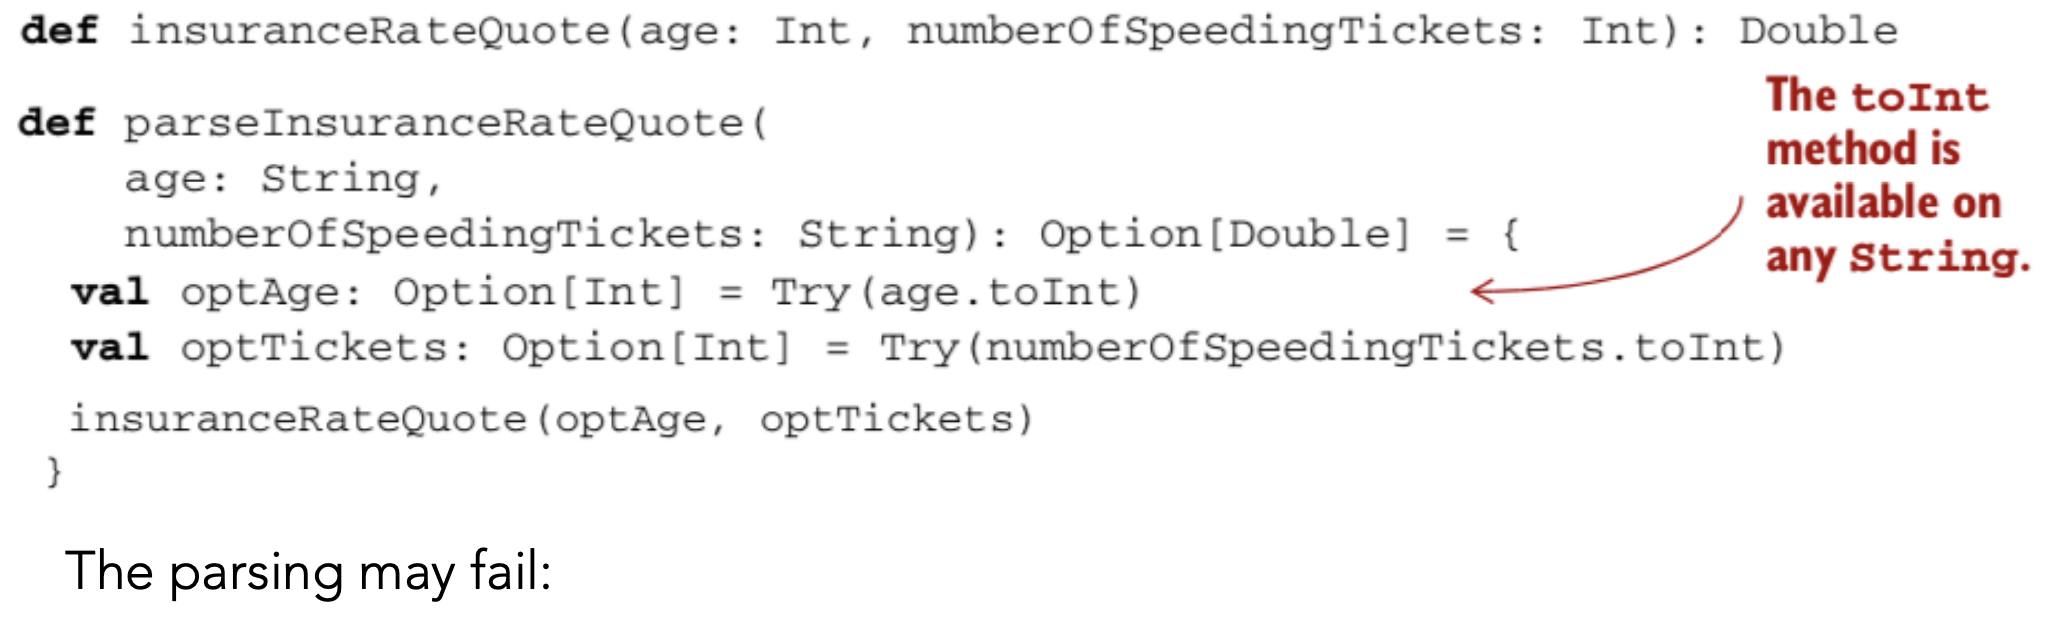 def insuranceRateQuote(age: Int, numberOfSpeedingTickets: Int): Double
def parseInsuranceRateQuote(
age: String,
numberOfSpeedingTickets: String): Option[Double] = {
val optAge: Option[Int] = Try(age.toInt)
val optTickets: Option[Int] = Try(numberOfSpeedingTickets.toInt)
insuranceRateQuote(optAge, optTickets)
}
The toInt
method is
available on
any String.
The parsing may fail: